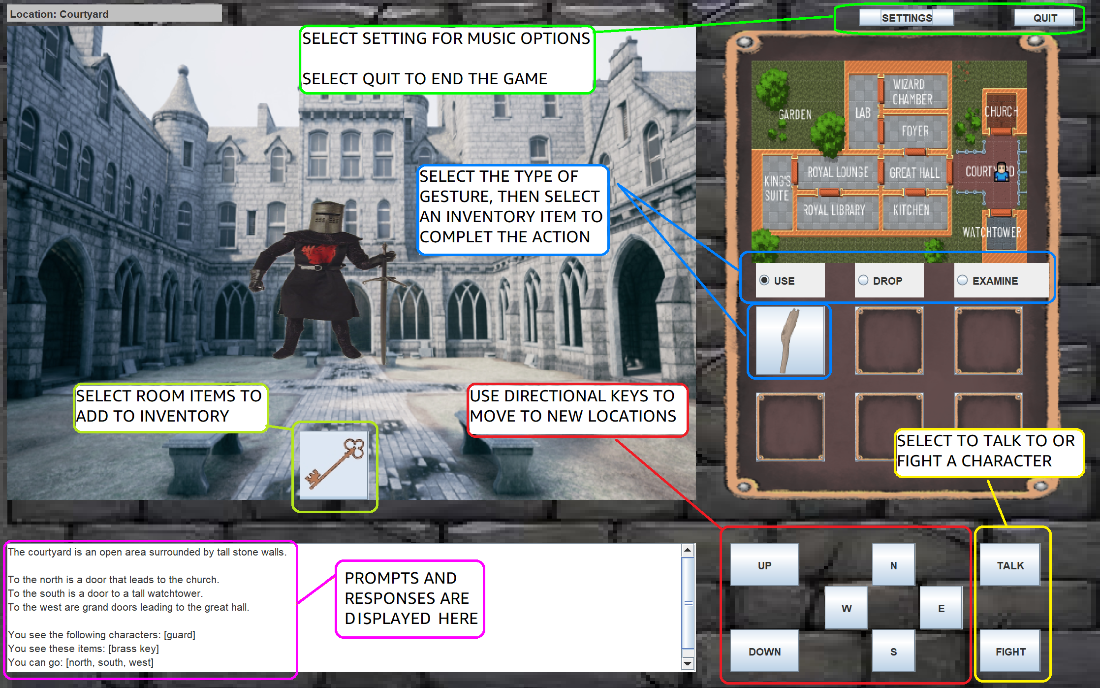 Location: Courtyard
SETTINGS
QUIT
SELECT SETTING FOR MUSIC OPTIONS
SELECT QUIT TO END THE GAME
WIZARD
CHAMBER
LAB
GARDEN
CHURCH
FOYER
SELECT THE TYPE OF
GESTURE, THEN SELECT
AN INVENTORY ITEM TO
COMPLET THE ACTION
KING'S
SUITE
ROYAL LOUNGE
GREAT HALL
ROYAL LIBRARY
KITCHEN
WATCHTOWER
USE
DROP
EXAMINE
SELECT ROOM ITEMS TO
ADD TO INVENTORY
USE DIRECTIONAL KEYS TO
MOVE TO NEW LOCATIONS
SELECT TO TALK TO OR
FIGHT A CHARACTER
The courtyard is an open area surrounded by tall stone walls.
To the north is a door that leads to the church.
To the south is a door to a tall watchtower.
To the west are grand doors leading to the great hall.
You see the following characters: [guard]
You see these items: [brass key]
You can go: [north, south, west]
PROMPTS AND
RESPONSES ARE
DISPLAYED HERE
UP
N
TALK
W
E
DOWN
S
FIGHT